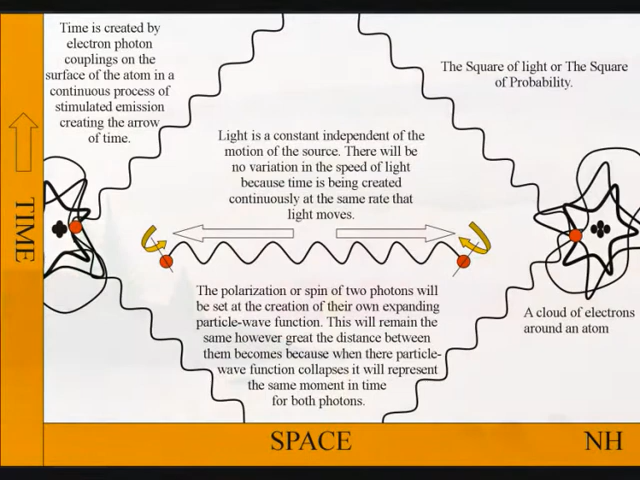 Time is created by
electron photon
couplings on the
surface of the atom in a
continuous process of
stimulated emission
creating the arrow
of time.
The Square of light or The Square
of Probability.
Light is a constant independent of the
motion of the source. There will be
no variation in the speed of light
because time is being created
continuously at the same rate that
light moves.
TIME
The polarization or spin of two photons will
be set at the creation of their own expanding
particle-wave function. This will remain the
same however great the distance between
them becomes because when there particle-
wave function collapses it will represent
the same moment in time
for both photons.
A cloud of electrons
around an atom
SPACE
NH